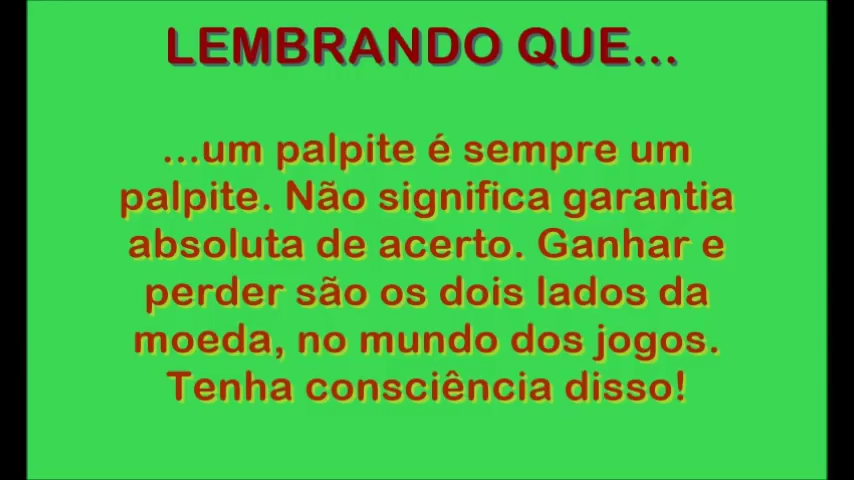 LEMBRANDO QUE...
...um palpite é sempre um
palpite. Não significa garantia
absoluta de acerto. Ganhar e
perder são os dois lados da
moeda, no mundo dos jogos.
Tenha consciência disso!